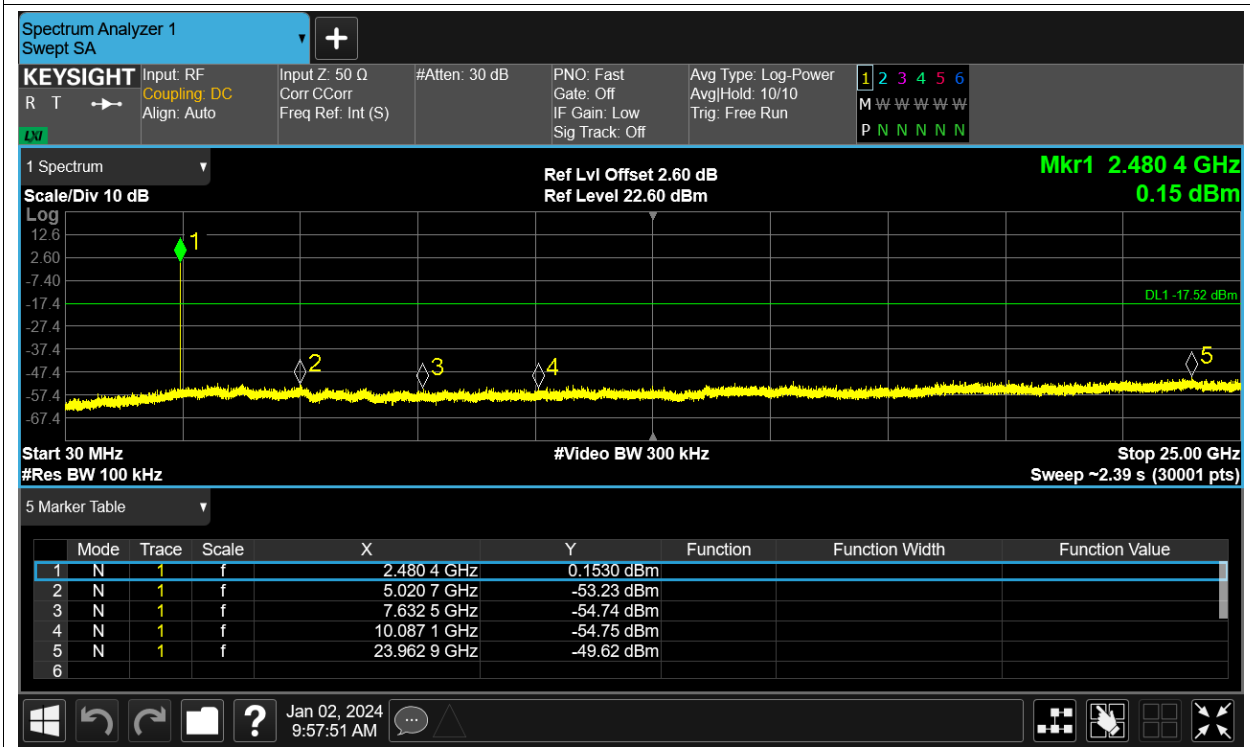 Spectrum Analyzer 1
Swept SA
+
KEYSIGHT Input: RF Input Z: 50 Ω #Atten: 30 dB PNO: Fast Avg Type: Log-Power 1 2 3 4 5 6
R T Coupling: DC Corr CCorr Gate: Off Avg|Hold: 10/10 M W W W W W
Align: Auto Freq Ref: Int (S) IF Gain: Low Trig: Free Run
LXI Sig Track: Off P N N N N N
1 Spectrum Ref Lvl Offset 2.60 dB Mkr1 2.480 4 GHz
Scale/Div 10 dB Ref Level 22.60 dBm 0.15 dBm
Log
12.6
1
2.60
-7.40
DL1 -17.52 dBm
-17.4
-27.4
-37.4
2 3 4 5
-47.4
-57.4
-67.4
Start 30 MHz #Video BW 300 kHz Stop 25.00 GHz
#Res BW 100 kHz Sweep ~2.39 s (30001 pts)
5 Marker Table
Mode Trace Scale X Y Function Function Width Function Value
1 N 1 f 2.480 4 GHz 0.1530 dBm
2 N 1 f 5.020 7 GHz -53.23 dBm
3 N 1 f 7.632 5 GHz -54.74 dBm
4 N 1 f 10.087 1 GHz -54.75 dBm
5 N 1 f 23.962 9 GHz -49.62 dBm
6
? Jan 02, 2024
9:57:51 AM